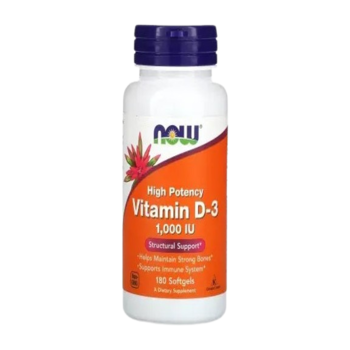 NOW
High Potency
Vitamin D-3
1,000 IU
Structural Support*
• Helps Maintain Strong Bones*
• Supports Immune System*
180 Softgels
A Dietary Supplement